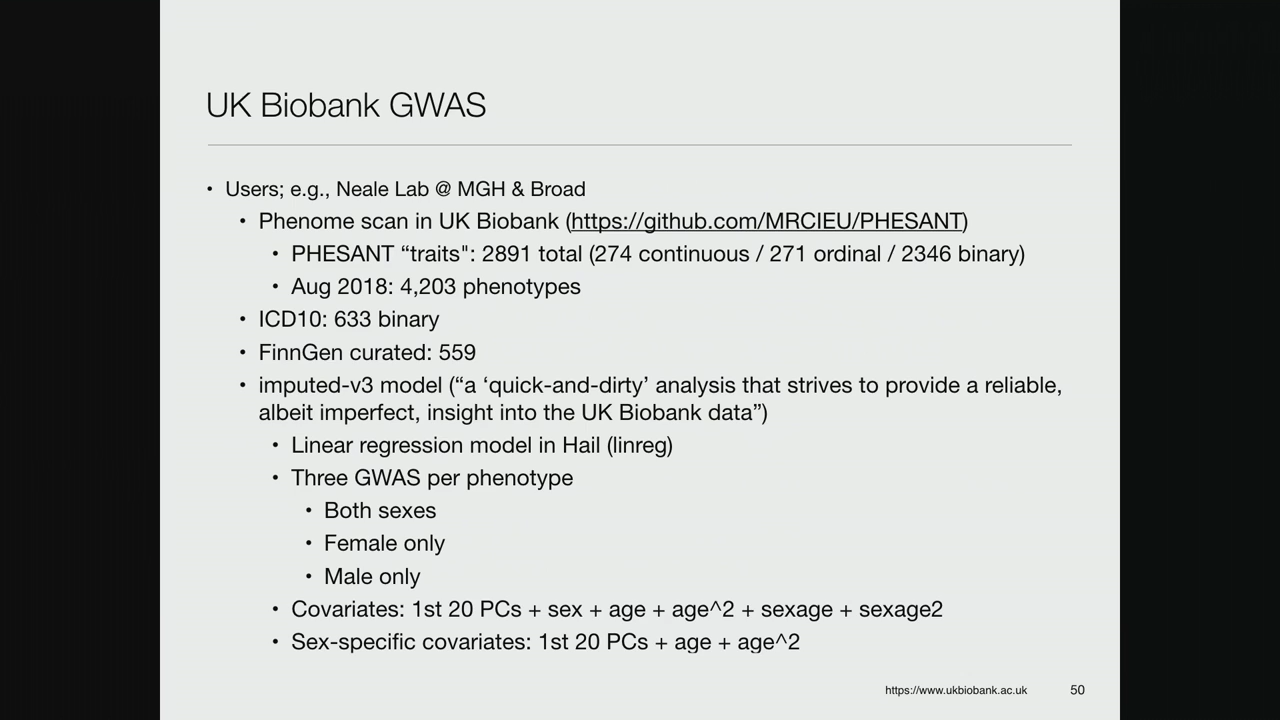 UK Biobank GWAS
• Users; e.g., Neale Lab @ MGH & Broad
• Phenome scan in UK Biobank (https://github.com/MRCIEU/PHESANT)
• PHESANT “traits": 2891 total (274 continuous / 271 ordinal / 2346 binary)
• Aug 2018: 4,203 phenotypes
• ICD10: 633 binary
• FinnGen curated: 559
• imputed-v3 model (“a ‘quick-and-dirty’ analysis that strives to provide a reliable,
albeit imperfect, insight into the UK Biobank data”)
• Linear regression model in Hail (linreg)
• Three GWAS per phenotype
• Both sexes
• Female only
• Male only
• Covariates: 1st 20 PCs + sex + age + age^2 + sexage + sexage2
• Sex-specific covariates: 1st 20 PCs + age + age^2
https://www.ukbiobank.ac.uk 50